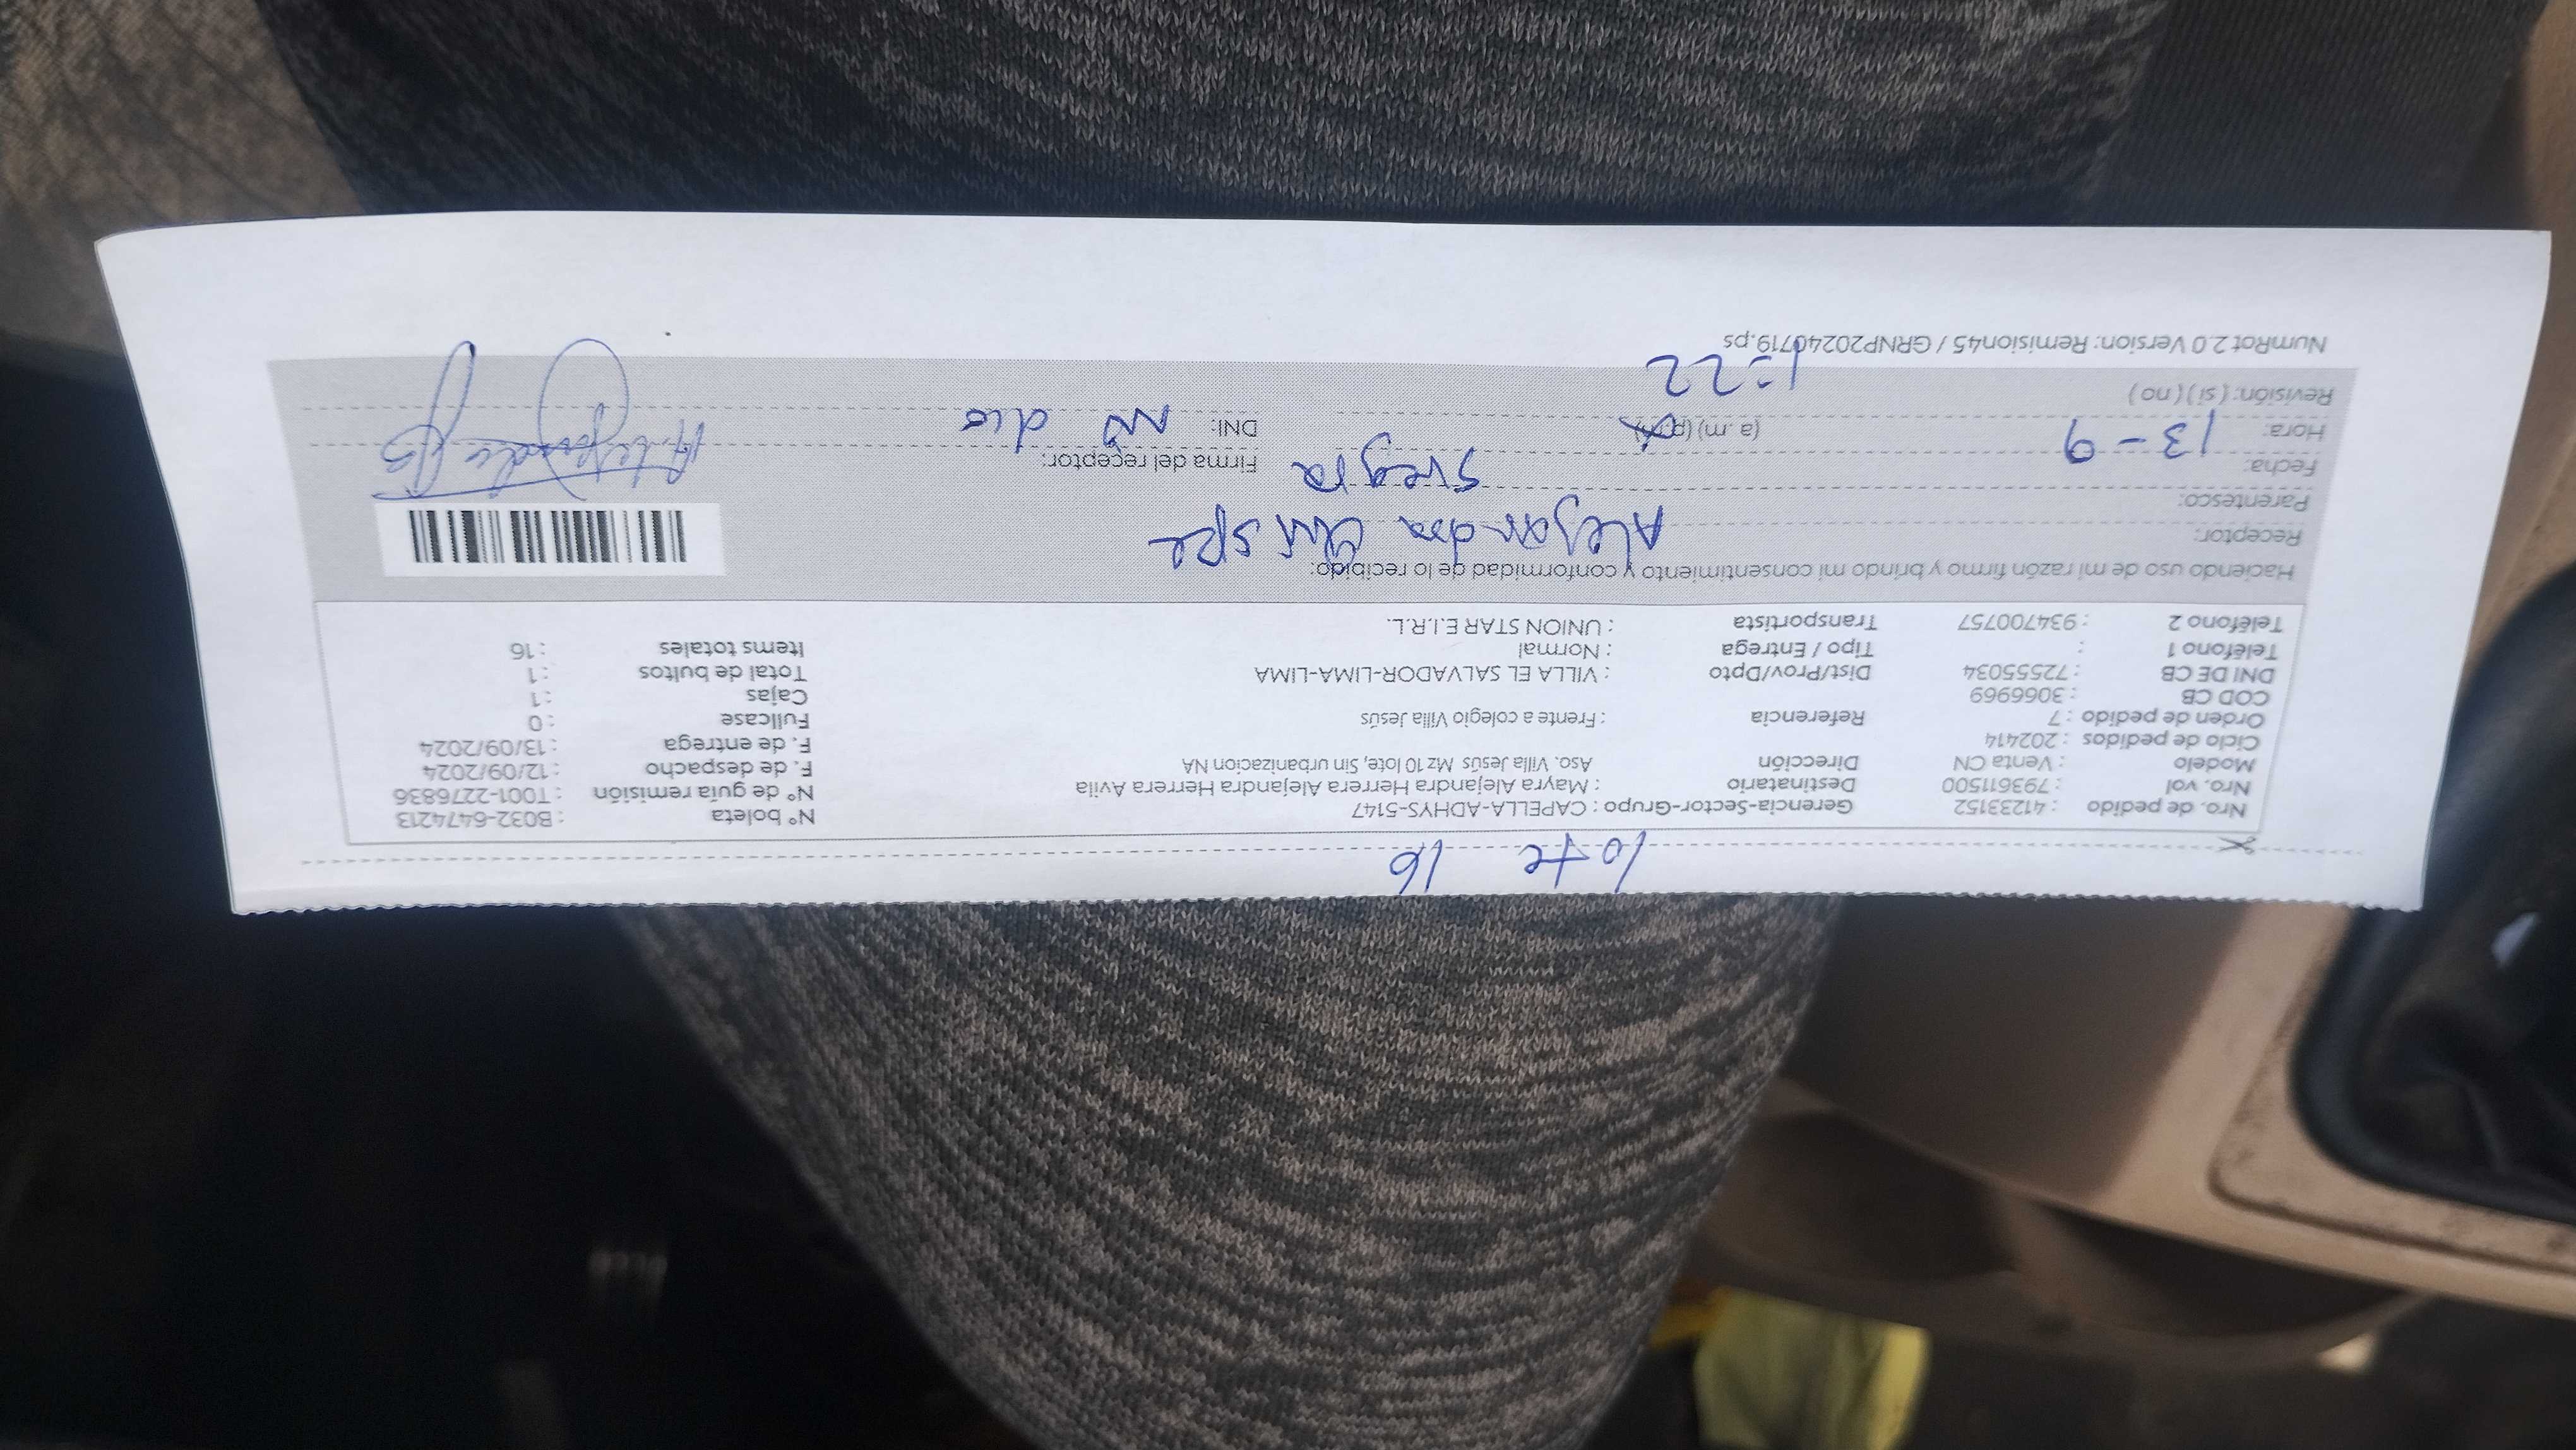 lote 16
Nro. de pedido : 41233152 Gerencia-Sector-Grupo : CAPELLA-ADHYS-5147 N° boleta : B032-6474213
Nro. vol : 793611500 Destinatario : Mayra Alejandra Herrera Alejandra Herrera Avila N° de guía remisión : T001-2276836
Modelo : Venta CN Dirección Aso. Villa Jesús Mz 10 lote, Sin urbanizacion NA F. de despacho : 12/09/2024
Ciclo de pedidos : 202414 F. de entrega : 13/09/2024
Orden de pedido : 7 Referencia : Frente a colegio Villa Jesús Fullcase : 0
COD CB : 3066969 Cajas : 1
DNI DE CB : 72555034 Dist/Prov/Dpto : VILLA EL SALVADOR-LIMA-LIMA Total de bultos : 1
Teléfono 1 : Tipo / Entrega : Normal Items totales : 16
Teléfono 2 : 934700757 Transportista : UNION STAR E.I.R.L.
Haciendo uso de mi razón firmo y brindo mi consentimiento y conformidad de lo recibido:
Receptor: Alejandra Quispe
Parentesco: suegra
Fecha: 13-9 Firma del receptor:
Hora: (a. m) (p.m) 1=22 DNI: No dio
Revisión: ( si ) ( no )
NumRot 2.0 Version: Remision45 / GRNP20240719.ps